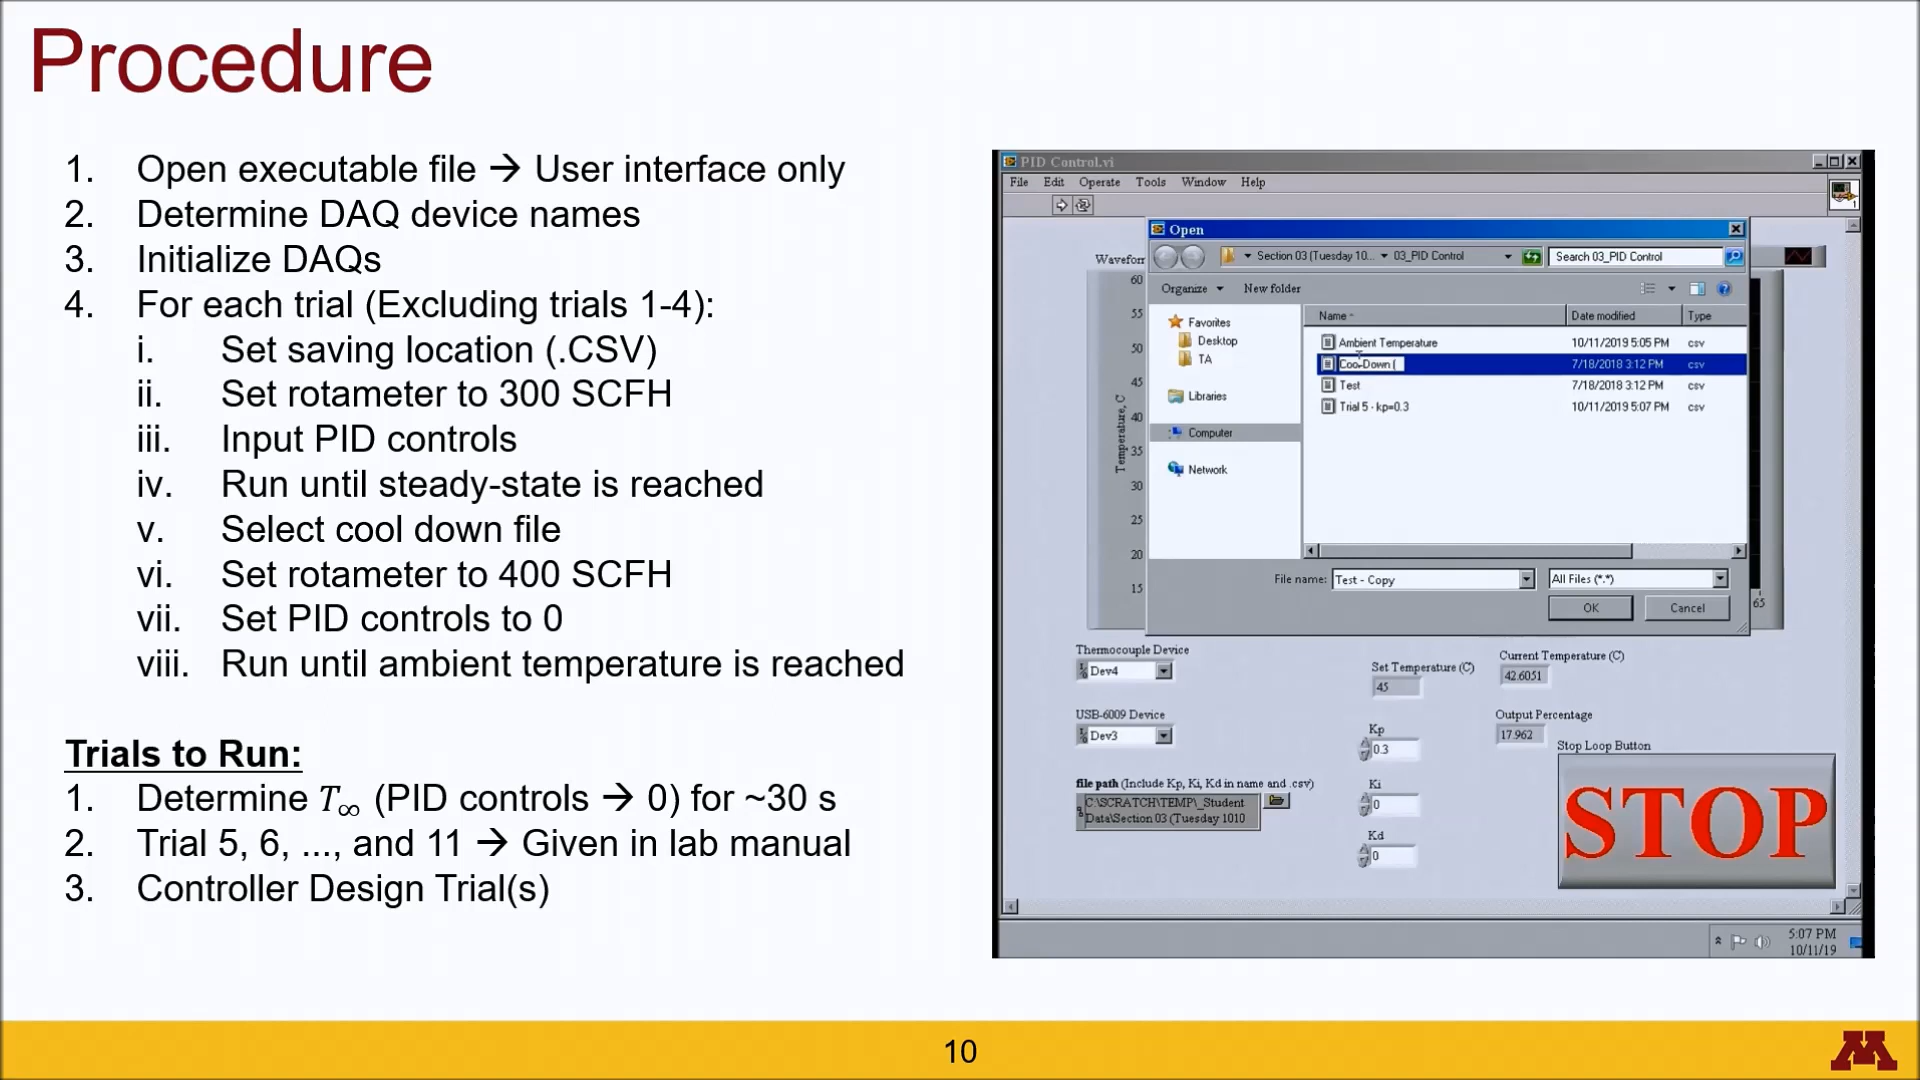 Procedure
1. Open executable file → User interface only
2. Determine DAQ device names
3. Initialize DAQs
4. For each trial (Excluding trials 1-4):
i. Set saving location (.CSV)
ii. Set rotameter to 300 SCFH
iii. Input PID controls
iv. Run until steady-state is reached
v. Select cool down file
vi. Set rotameter to 400 SCFH
vii. Set PID controls to 0
viii. Run until ambient temperature is reached
Trials to Run:
1. Determine T∞ (PID controls → 0) for ~30 s
2. Trial 5, 6, ..., and 11 → Given in lab manual
3. Controller Design Trial(s)
PID Control.vi
File Edit Operate Tools Window Help
Open
Section 03 (Tuesday 10... 03_PID Control
Search 03_PID Control
Organize New folder
Favorites
Desktop
TA
Libraries
Computer
Network
Name Date modified Type
Ambient Temperature 10/11/2019 5:05 PM csv
Cool Down ( 7/18/2018 3:12 PM csv
Test 7/18/2018 3:12 PM csv
Trial 5 - kp=0.3 10/11/2019 5:07 PM csv
File name: Test - Copy All Files (*.*)
OK Cancel
Wavefor
60
55
50
45
40
35
30
25
20
15
Temperature, C
65
Thermocouple Device
Dev4
USB-6009 Device
Dev3
file path (Include Kp, Ki, Kd in name and .csv)
C:\SCRATCH\TEMP\_Student
Data\Section 03 (Tuesday 1010
Set Temperature (C)
45
Kp
0.3
Ki
0
Kd
0
Current Temperature (C)
42.6051
Output Percentage
17.962
Stop Loop Button
STOP
5:07 PM
10/11/19
10
M